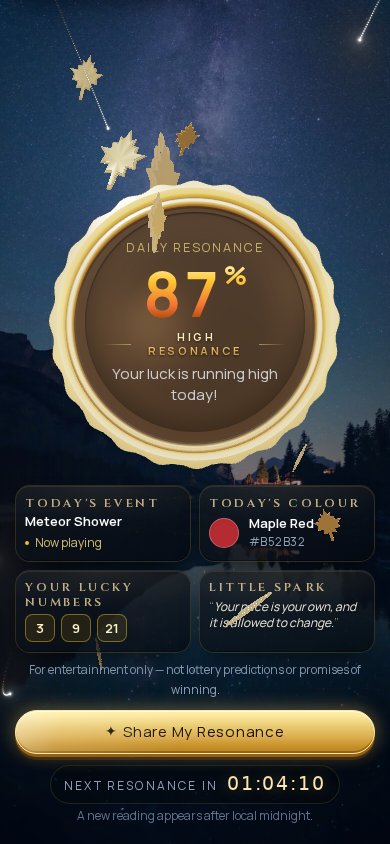 DAILY RESONANCE
87%
HIGH
RESONANCE
Your luck is running high
today!
TODAY'S EVENT
Meteor Shower
• Now playing
TODAY'S COLOUR
Maple Red
#B52B32
YOUR LUCKY
NUMBERS
3 9 21
LITTLE SPARK
"Your pace is your own, and
it is allowed to change."
For entertainment only — not lottery predictions or promises of
winning.
✦ Share My Resonance
NEXT RESONANCE IN 01:04:10
A new reading appears after local midnight.